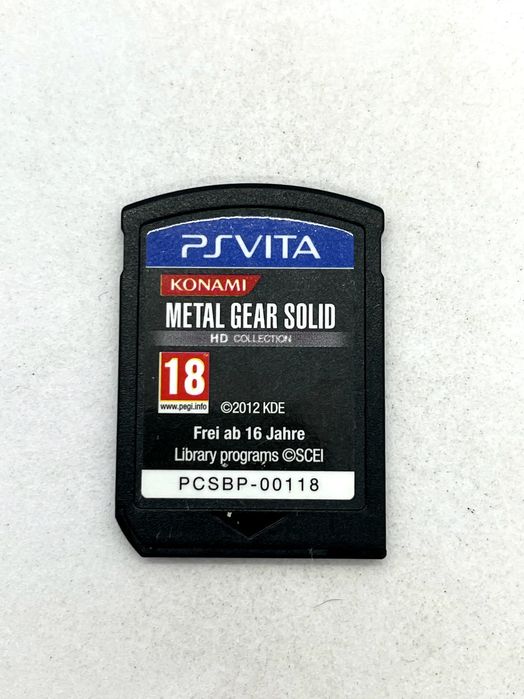 PSVITA
KONAMI
METAL GEAR SOLID
HD COLLECTION
18
www.pegi.info
©2012 KDE
Frei ab 16 Jahre
Library programs ©SCEI
PCSBP-00118